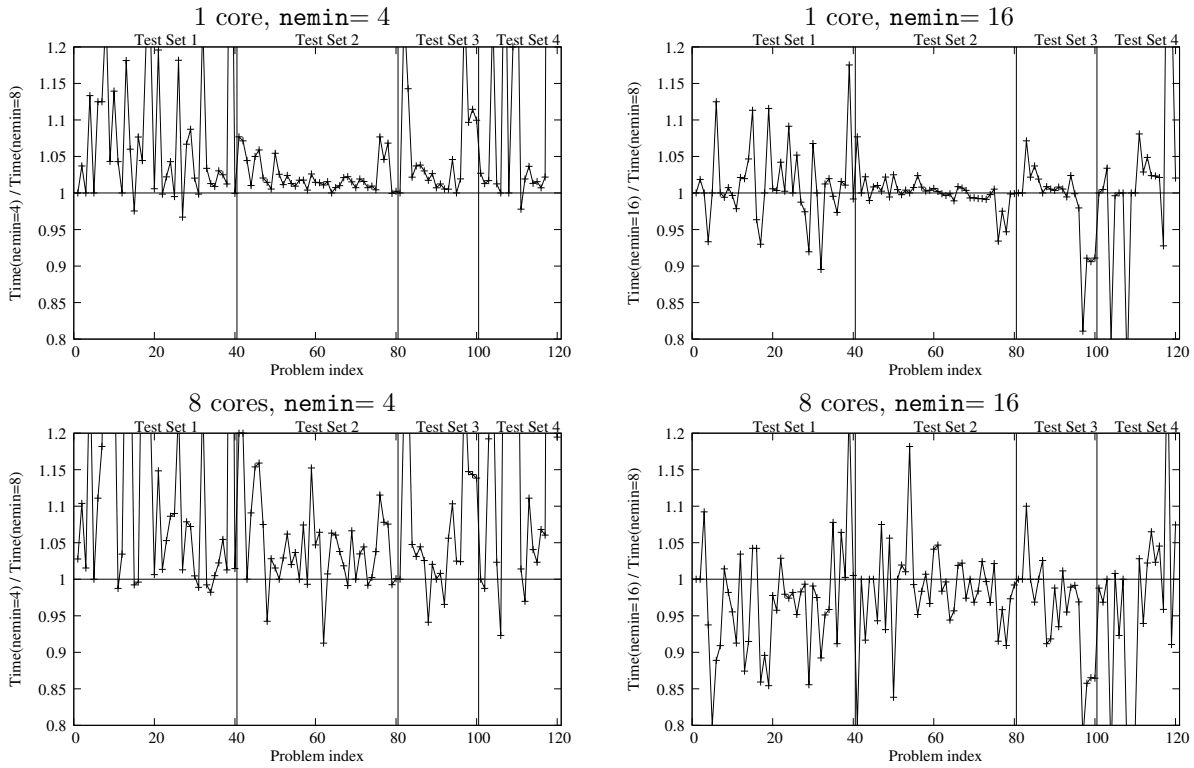 1 core, nemin= 4
Test Set 1 Test Set 2 Test Set 3 Test Set 4
Time(nemin=4) / Time(nemin=8)
1.2
1.15
1.1
1.05
1
0.95
0.9
0.85
0.8
0 20 40 60 80 100 120
Problem index
1 core, nemin= 16
Test Set 1 Test Set 2 Test Set 3 Test Set 4
Time(nemin=16) / Time(nemin=8)
1.2
1.15
1.1
1.05
1
0.95
0.9
0.85
0.8
0 20 40 60 80 100 120
Problem index
8 cores, nemin= 4
Test Set 1 Test Set 2 Test Set 3 Test Set 4
Time(nemin=4) / Time(nemin=8)
1.2
1.15
1.1
1.05
1
0.95
0.9
0.85
0.8
0 20 40 60 80 100 120
Problem index
8 cores, nemin= 16
Test Set 1 Test Set 2 Test Set 3 Test Set 4
Time(nemin=16) / Time(nemin=8)
1.2
1.15
1.1
1.05
1
0.95
0.9
0.85
0.8
0 20 40 60 80 100 120
Problem index